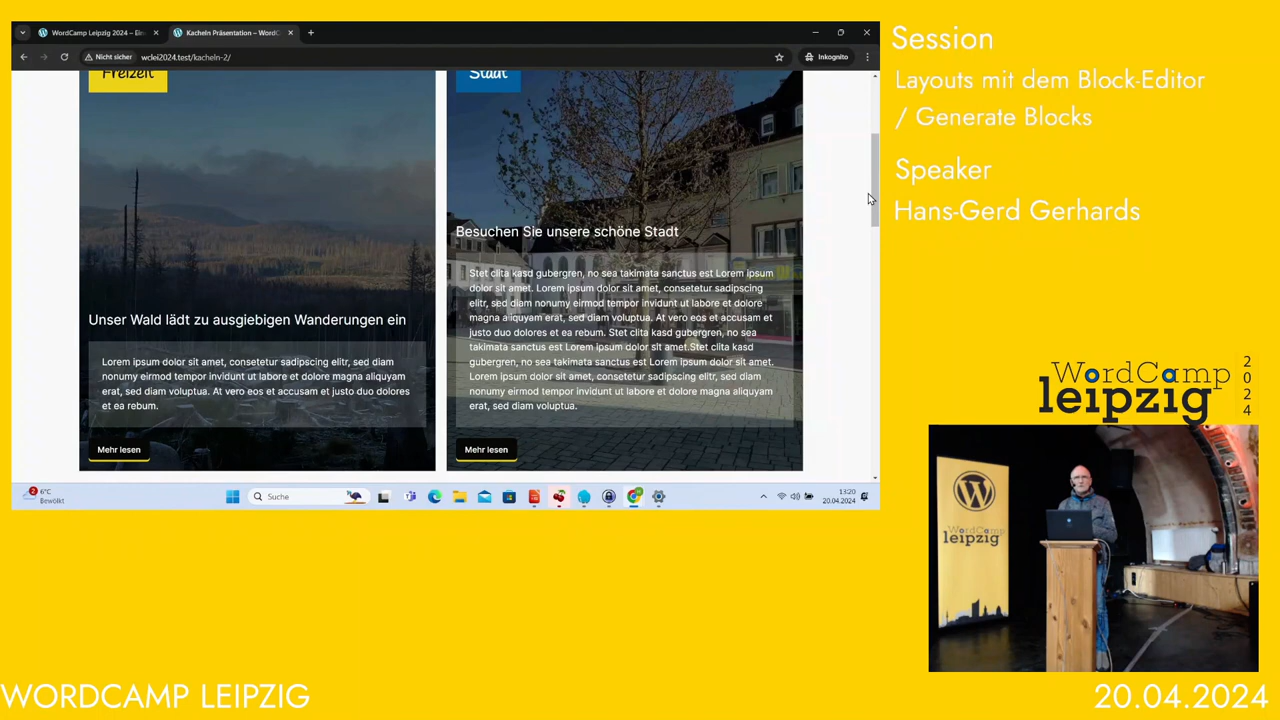 WordCamp Leipzig 2024 – Ein
Kacheln Präsentation – WordC
Nicht sicher
wclei2024.test/kacheln-2/
Inkognito
Freizeit
Stadt
Unser Wald lädt zu ausgiebigen Wanderungen ein
Lorem ipsum dolor sit amet, consetetur sadipscing elitr, sed diam
nonumy eirmod tempor invidunt ut labore et dolore magna aliquyam
erat, sed diam voluptua. At vero eos et accusam et justo duo dolores
et ea rebum.
Mehr lesen
Besuchen Sie unsere schöne Stadt
Stet clita kasd gubergren, no sea takimata sanctus est Lorem ipsum
dolor sit amet. Lorem ipsum dolor sit amet, consetetur sadipscing
elitr, sed diam nonumy eirmod tempor invidunt ut labore et dolore
magna aliquyam erat, sed diam voluptua. At vero eos et accusam et
justo duo dolores et ea rebum. Stet clita kasd gubergren, no sea
takimata sanctus est Lorem ipsum dolor sit amet.Stet clita kasd
gubergren, no sea takimata sanctus est Lorem ipsum dolor sit amet.
Lorem ipsum dolor sit amet, consetetur sadipscing elitr, sed diam
nonumy eirmod tempor invidunt ut labore et dolore magna aliquyam
erat, sed diam voluptua.
Mehr lesen
2
6°C
Bewölkt
Suche
13:20
20.04.2024
Session
Layouts mit dem Block-Editor
/ Generate Blocks
Speaker
Hans-Gerd Gerhards
WordCamp
leipzig
2024
WordCamp
leipzig
WORDCAMP LEIPZIG
20.04.2024